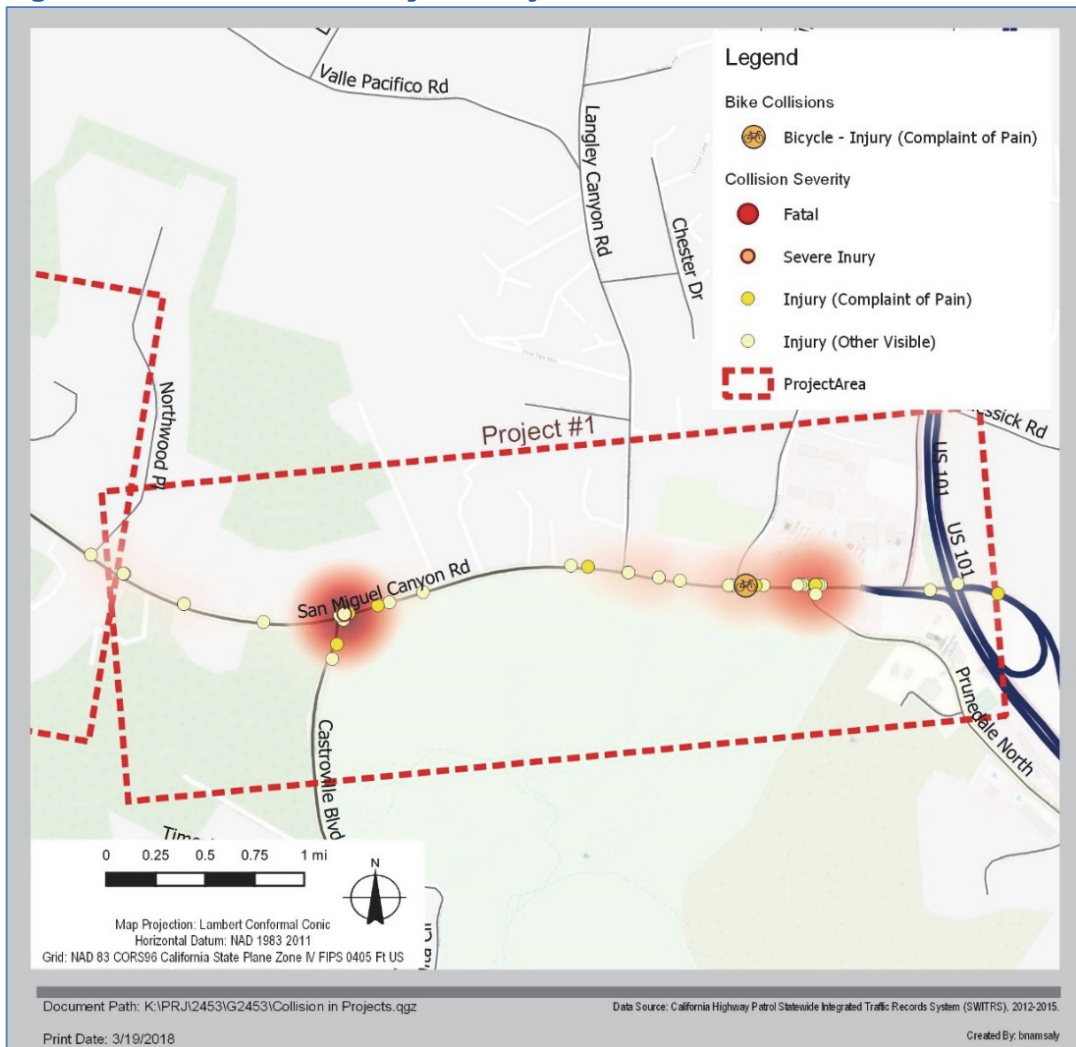 Valle Pacifico Rd
Langley Canyon Rd
Chester Dr
Legend
Bike Collisions
Bicycle - Injury (Complaint of Pain)
Collision Severity
Fatal
Severe Inury
Injury (Complaint of Pain)
Injury (Other Visible)
ProjectArea
Northwood Pl
Project #1
Rd
US 101
US 101
San Miguel Canyon Rd
Castroville Blvd
Prunedale North
0 0.25 0.5 0.75 1 mi
N
Map Projection: Lambert Conformal Conic
Horizontal Datum: NAD 1983 2011
Grid: NAD 83 CORS96 California State Plane Zone IV FIPS 0405 Ft US
Document Path: K:\PRJ\2453\G2453\Collision in Projects.qgz
Data Source: California Highway Patrol Statewide Integrated Traffic Records System (SWITRS), 2012-2015.
Print Date: 3/19/2018
Created By: bnamsaly